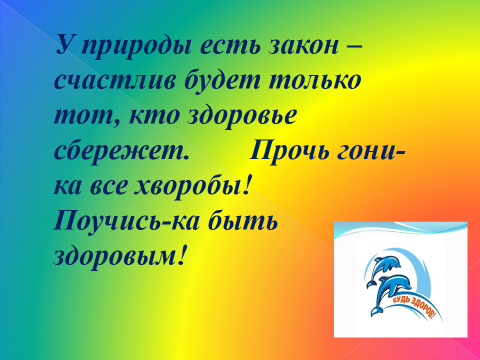 У природы есть закон –
счастлив будет только
тот, кто здоровье
сбережет. Прочь гони-
ка все хворобы!
Поучись-ка быть
здоровым!
БУДЬ ЗДОРОВ!